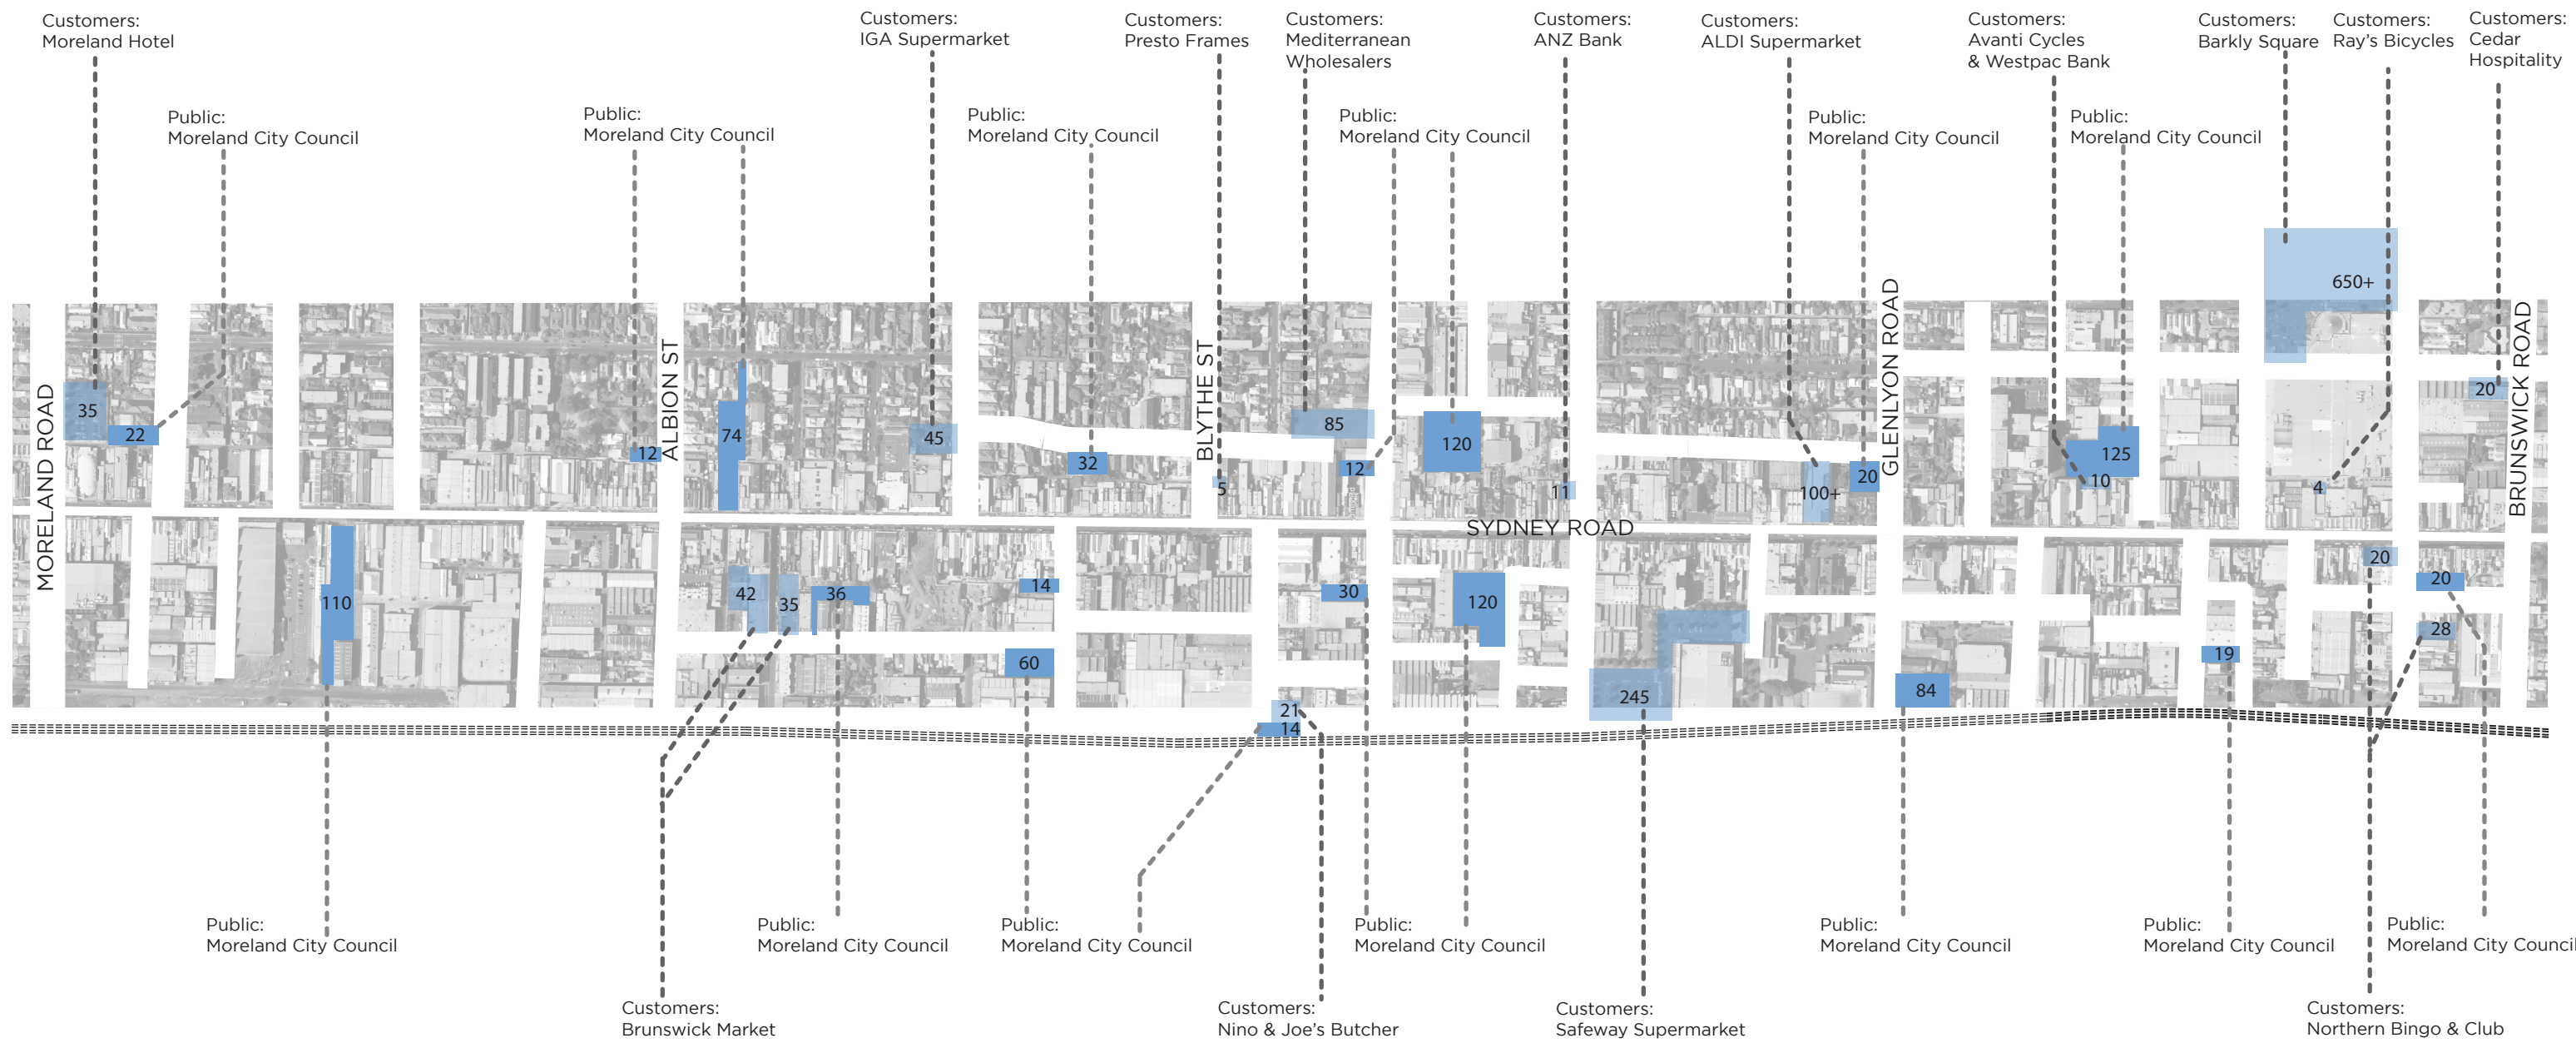 Customers:
Moreland Hotel
Customers:
IGA Supermarket
Customers:
Presto Frames
Customers:
Mediterranean
Wholesalers
Customers:
ANZ Bank
Customers:
ALDI Supermarket
Customers:
Avanti Cycles
& Westpac Bank
Customers:
Barkly Square
Customers:
Ray's Bicycles
Customers:
Cedar
Hospitality
Public:
Moreland City Council
Public:
Moreland City Council
Public:
Moreland City Council
Public:
Moreland City Council
Public:
Moreland City Council
Public:
Moreland City Council
MORELAND ROAD
ALBION ST
BLYTHE ST
GLENLYON ROAD
BRUNSWICK ROAD
650+
35
22
12
74
45
32
5
85
12
120
11
100+
20
125
10
4
20
SYDNEY ROAD
110
42
35
36
14
60
30
21
14
120
245
84
19
20
20
28
Public:
Moreland City Council
Public:
Moreland City Council
Public:
Moreland City Council
Public:
Moreland City Council
Public:
Moreland City Council
Public:
Moreland City Council
Public:
Moreland City Council
Customers:
Brunswick Market
Customers:
Nino & Joe's Butcher
Customers:
Safeway Supermarket
Customers:
Northern Bingo & Club